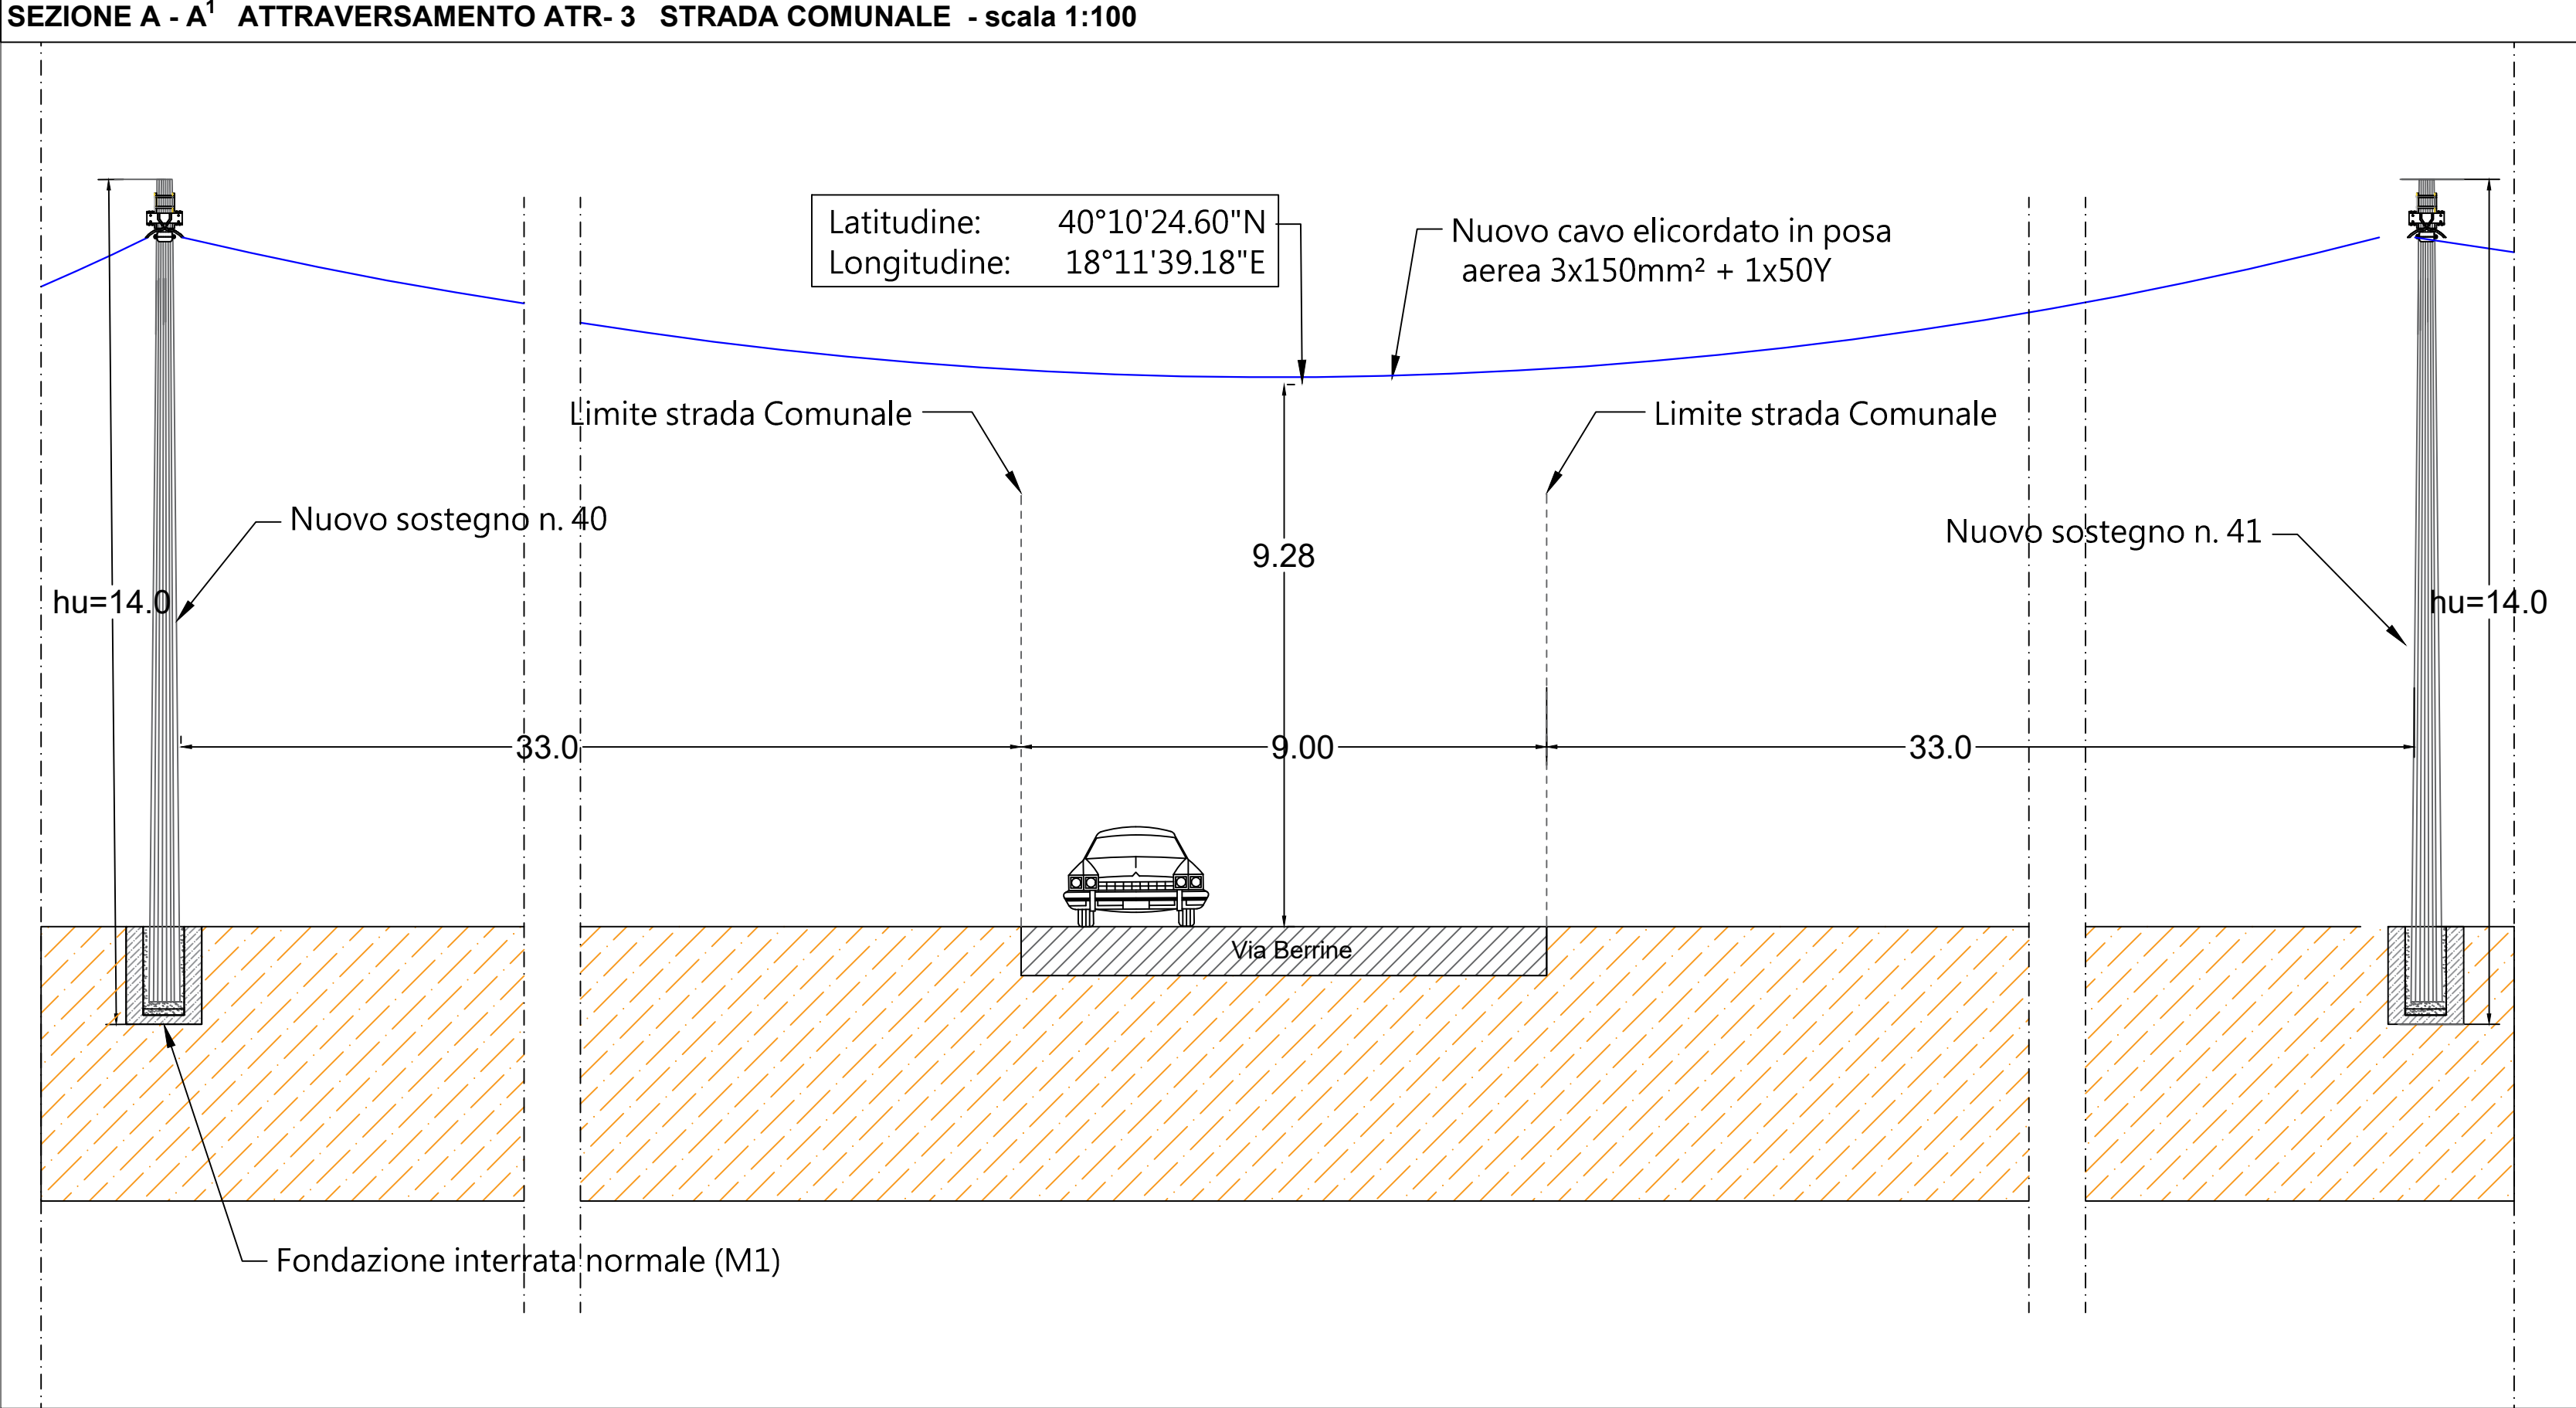 SEZIONE A - A¹ ATTRAVERSAMENTO ATR- 3 STRADA COMUNALE - scala 1:100
Latitudine: 40°10'24.60"N
Longitudine: 18°11'39.18"E
Nuovo cavo elicordato in posa
aerea 3x150mm² + 1x50Y
Limite strada Comunale
Limite strada Comunale
Nuovo sostegno n. 40
Nuovo sostegno n. 41
9.28
hu=14.0
hu=14.0
33.0
9.00
33.0
Via Berrine
Fondazione interrata normale (M1)